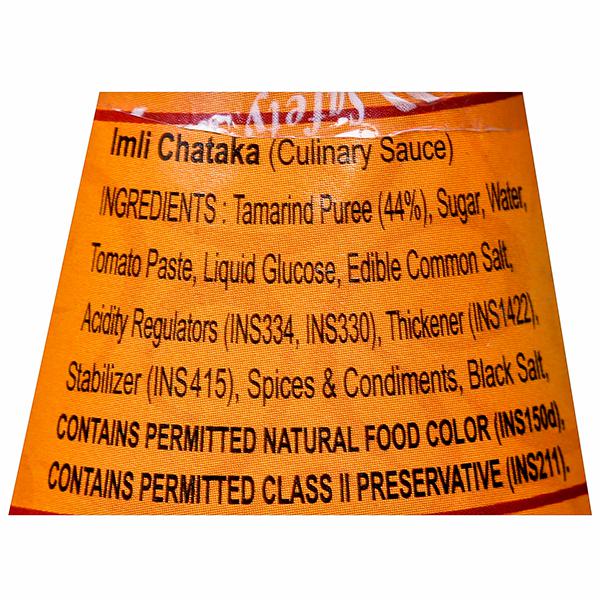 Safety
Imli Chataka (Culinary Sauce)
INGREDIENTS : Tamarind Puree (44%), Sugar, Water,
Tomato Paste, Liquid Glucose, Edible Common Salt,
Acidity Regulators (INS334, INS330), Thickener (INS1422),
Stabilizer (INS415), Spices & Condiments, Black Salt,
CONTAINS PERMITTED NATURAL FOOD COLOR (INS150d),
CONTAINS PERMITTED CLASS II PRESERVATIVE (INS211).